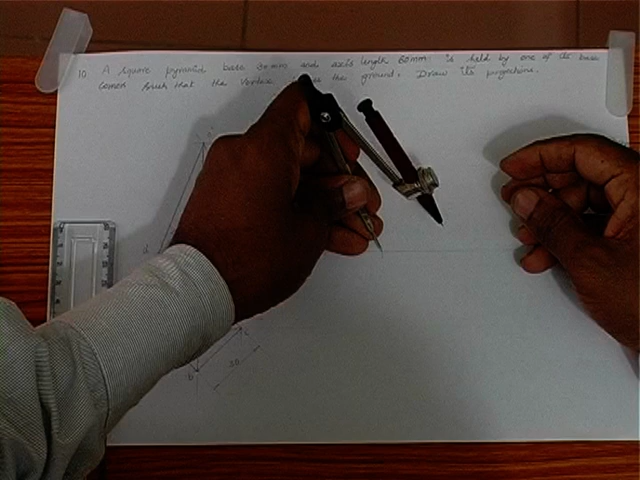 10. A square pyramid base 30mm and axis length 60mm is held by one of its base
corner such that the Vertex the ground. Draw its projections.
d
b
c
30